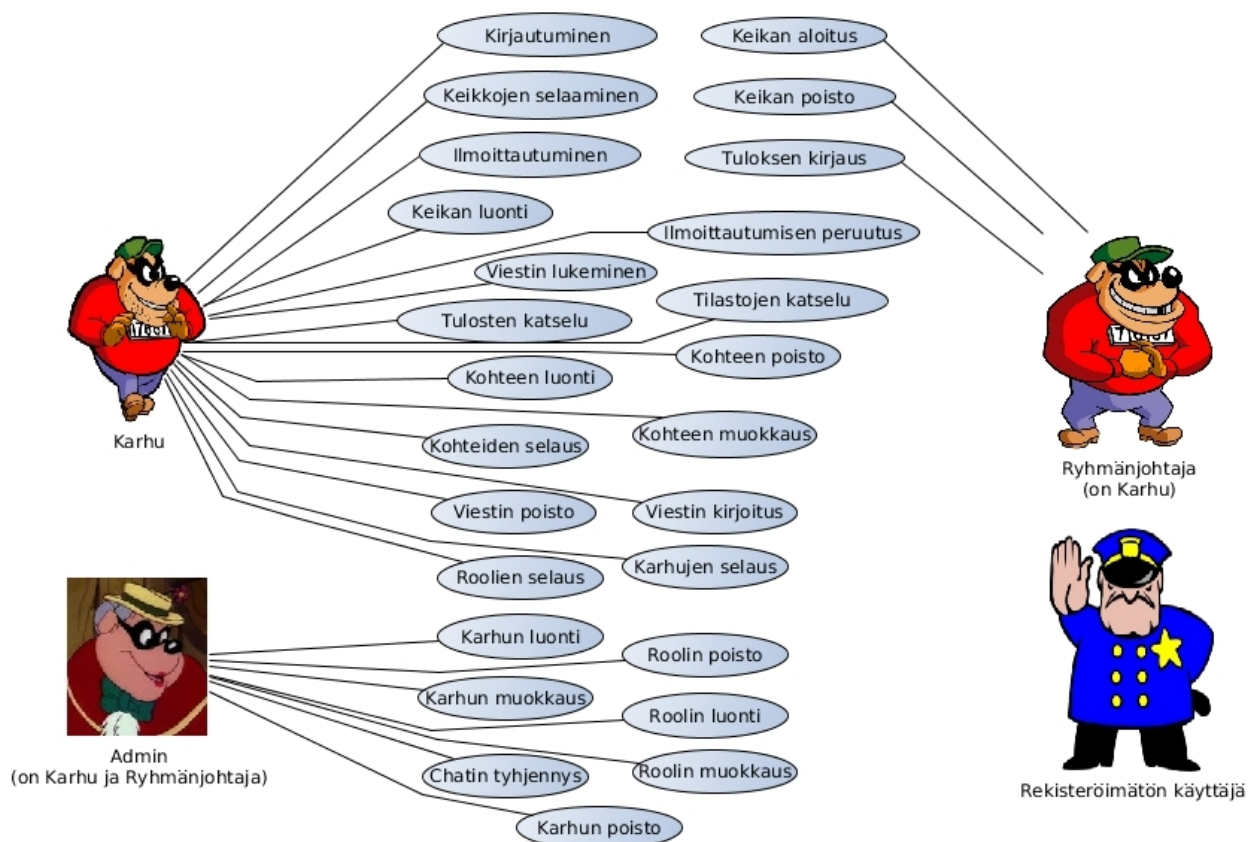 Kirjautuminen
Keikan aloitus
Keikkojen selaaminen
Keikan poisto
Ilmoittautuminen
Tuloksen kirjaus
Keikan luonti
Ilmoittautumisen peruutus
Viestin lukeminen
Tilastojen katselu
Tulosten katselu
Kohteen poisto
Kohteen luonti
Kohteen muokkaus
Kohteiden selaus
Karhu
Ryhmänjohtaja
(on Karhu)
Viestin poisto
Viestin kirjoitus
Karhujen selaus
Roolien selaus
Karhun luonti
Roolin poisto
Karhun muokkaus
Roolin luonti
Admin
(on Karhu ja Ryhmänjohtaja)
Chatin tyhjennys
Roolin muokkaus
Rekisteröimätön käyttäjä
Karhun poisto